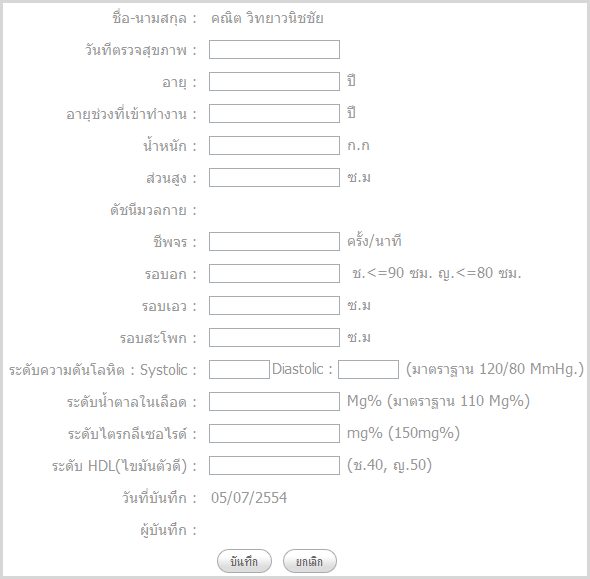 ชื่อ-นามสกุล : คณิต วิทยาวนิชชัย
วันที่ตรวจสุขภาพ :
อายุ : ปี
อายุช่วงที่เข้าทำงาน : ปี
น้ำหนัก : ก.ก
ส่วนสูง : ซ.ม
ดัชนีมวลกาย :
ชีพจร : ครั้ง/นาที
รอบอก : ช.<=90 ซม. ญ.<=80 ซม.
รอบเอว : ซ.ม
รอบสะโพก : ซ.ม
ระดับความดันโลหิต : Systolic : Diastolic : (มาตราฐาน 120/80 MmHg.)
ระดับน้ำตาลในเลือด : Mg% (มาตราฐาน 110 Mg%)
ระดับไตรกลีเซอไรด์ : mg% (150mg%)
ระดับ HDL(ไขมันตัวดี) : (ช.40, ญ.50)
วันที่บันทึก : 05/07/2554
ผู้บันทึก :
บันทึก ยกเลิก